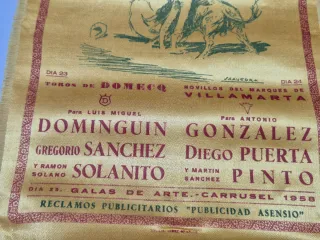 DIA 23
TOROS DE DOMECQ
Para LUIS MIGUEL
DOMINGUIN
GREGORIO SANCHEZ
Y RAMON SOLANO SOLANITO
DIA 24
NOVILLOS DEL MARQUES DE
VILLAMARTA
Para ANTONIO
GONZALEZ
DIEGO PUERTA
Y MARTIN SANCHEZ PINTO
DIA 25. GALAS DE ARTE.-CARRUSEL 1958
RECLAMOS PUBLICITARIOS "PUBLICIDAD ASENSIO"